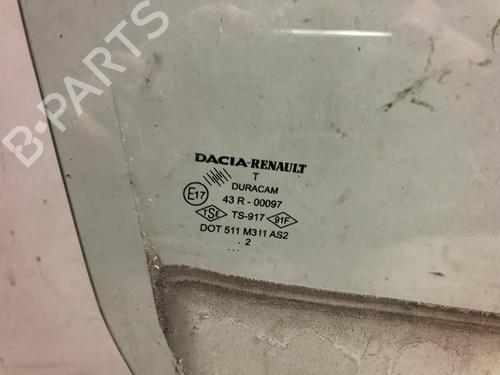 B-PARTS
DACIA-RENAULT
T
DURACAM
E17
43 R - 00097
TSE TS-917 91F
DOT 511 M311 AS2
2
...